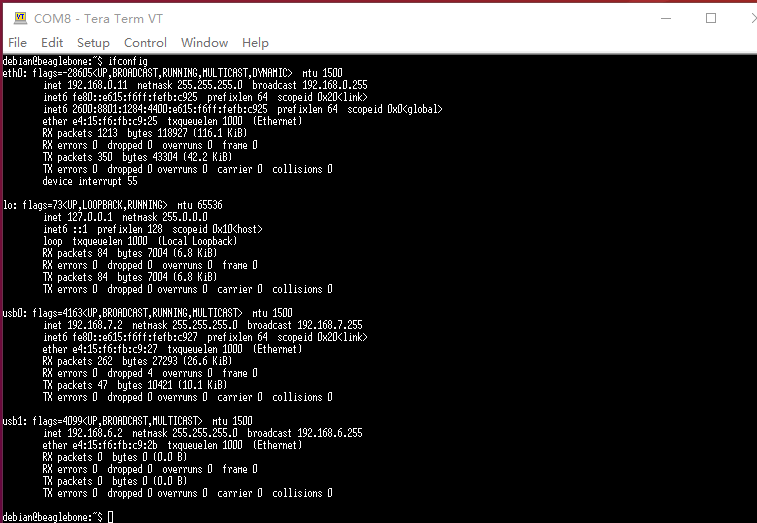 COM8 - Tera Term VT
File Edit Setup Control Window Help
debian@beaglebone:~$ ifconfig
eth0: flags=-28605<UP,BROADCAST,RUNNING,MULTICAST,DYNAMIC>  mtu 1500
        inet 192.168.0.11  netmask 255.255.255.0  broadcast 192.168.0.255
        inet6 fe80::e615:f6ff:fefb:c925  prefixlen 64  scopeid 0x20<link>
        inet6 2600:8801:1284:4400:e615:f6ff:fefb:c925  prefixlen 64  scopeid 0x0<global>
        ether e4:15:f6:fb:c9:25  txqueuelen 1000  (Ethernet)
        RX packets 1213  bytes 118927 (116.1 KiB)
        RX errors 0  dropped 0  overruns 0  frame 0
        TX packets 350  bytes 43304 (42.2 KiB)
        TX errors 0  dropped 0 overruns 0  carrier 0  collisions 0
        device interrupt 55
lo: flags=73<UP,LOOPBACK,RUNNING>  mtu 65536
        inet 127.0.0.1  netmask 255.0.0.0
        inet6 ::1  prefixlen 128  scopeid 0x10<host>
        loop  txqueuelen 1000  (Local Loopback)
        RX packets 84  bytes 7004 (6.8 KiB)
        RX errors 0  dropped 0  overruns 0  frame 0
        TX packets 84  bytes 7004 (6.8 KiB)
        TX errors 0  dropped 0 overruns 0  carrier 0  collisions 0
usb0: flags=4163<UP,BROADCAST,RUNNING,MULTICAST>  mtu 1500
        inet 192.168.7.2  netmask 255.255.255.0  broadcast 192.168.7.255
        inet6 fe80::e615:f6ff:fefb:c927  prefixlen 64  scopeid 0x20<link>
        ether e4:15:f6:fb:c9:27  txqueuelen 1000  (Ethernet)
        RX packets 262  bytes 27293 (26.6 KiB)
        RX errors 0  dropped 4  overruns 0  frame 0
        TX packets 47  bytes 10421 (10.1 KiB)
        TX errors 0  dropped 0 overruns 0  carrier 0  collisions 0
usb1: flags=4099<UP,BROADCAST,MULTICAST>  mtu 1500
        inet 192.168.6.2  netmask 255.255.255.0  broadcast 192.168.6.255
        ether e4:15:f6:fb:c9:2b  txqueuelen 1000  (Ethernet)
        RX packets 0  bytes 0 (0.0 B)
        RX errors 0  dropped 0  overruns 0  frame 0
        TX packets 0  bytes 0 (0.0 B)
        TX errors 0  dropped 0 overruns 0  carrier 0  collisions 0
debian@beaglebone:~$